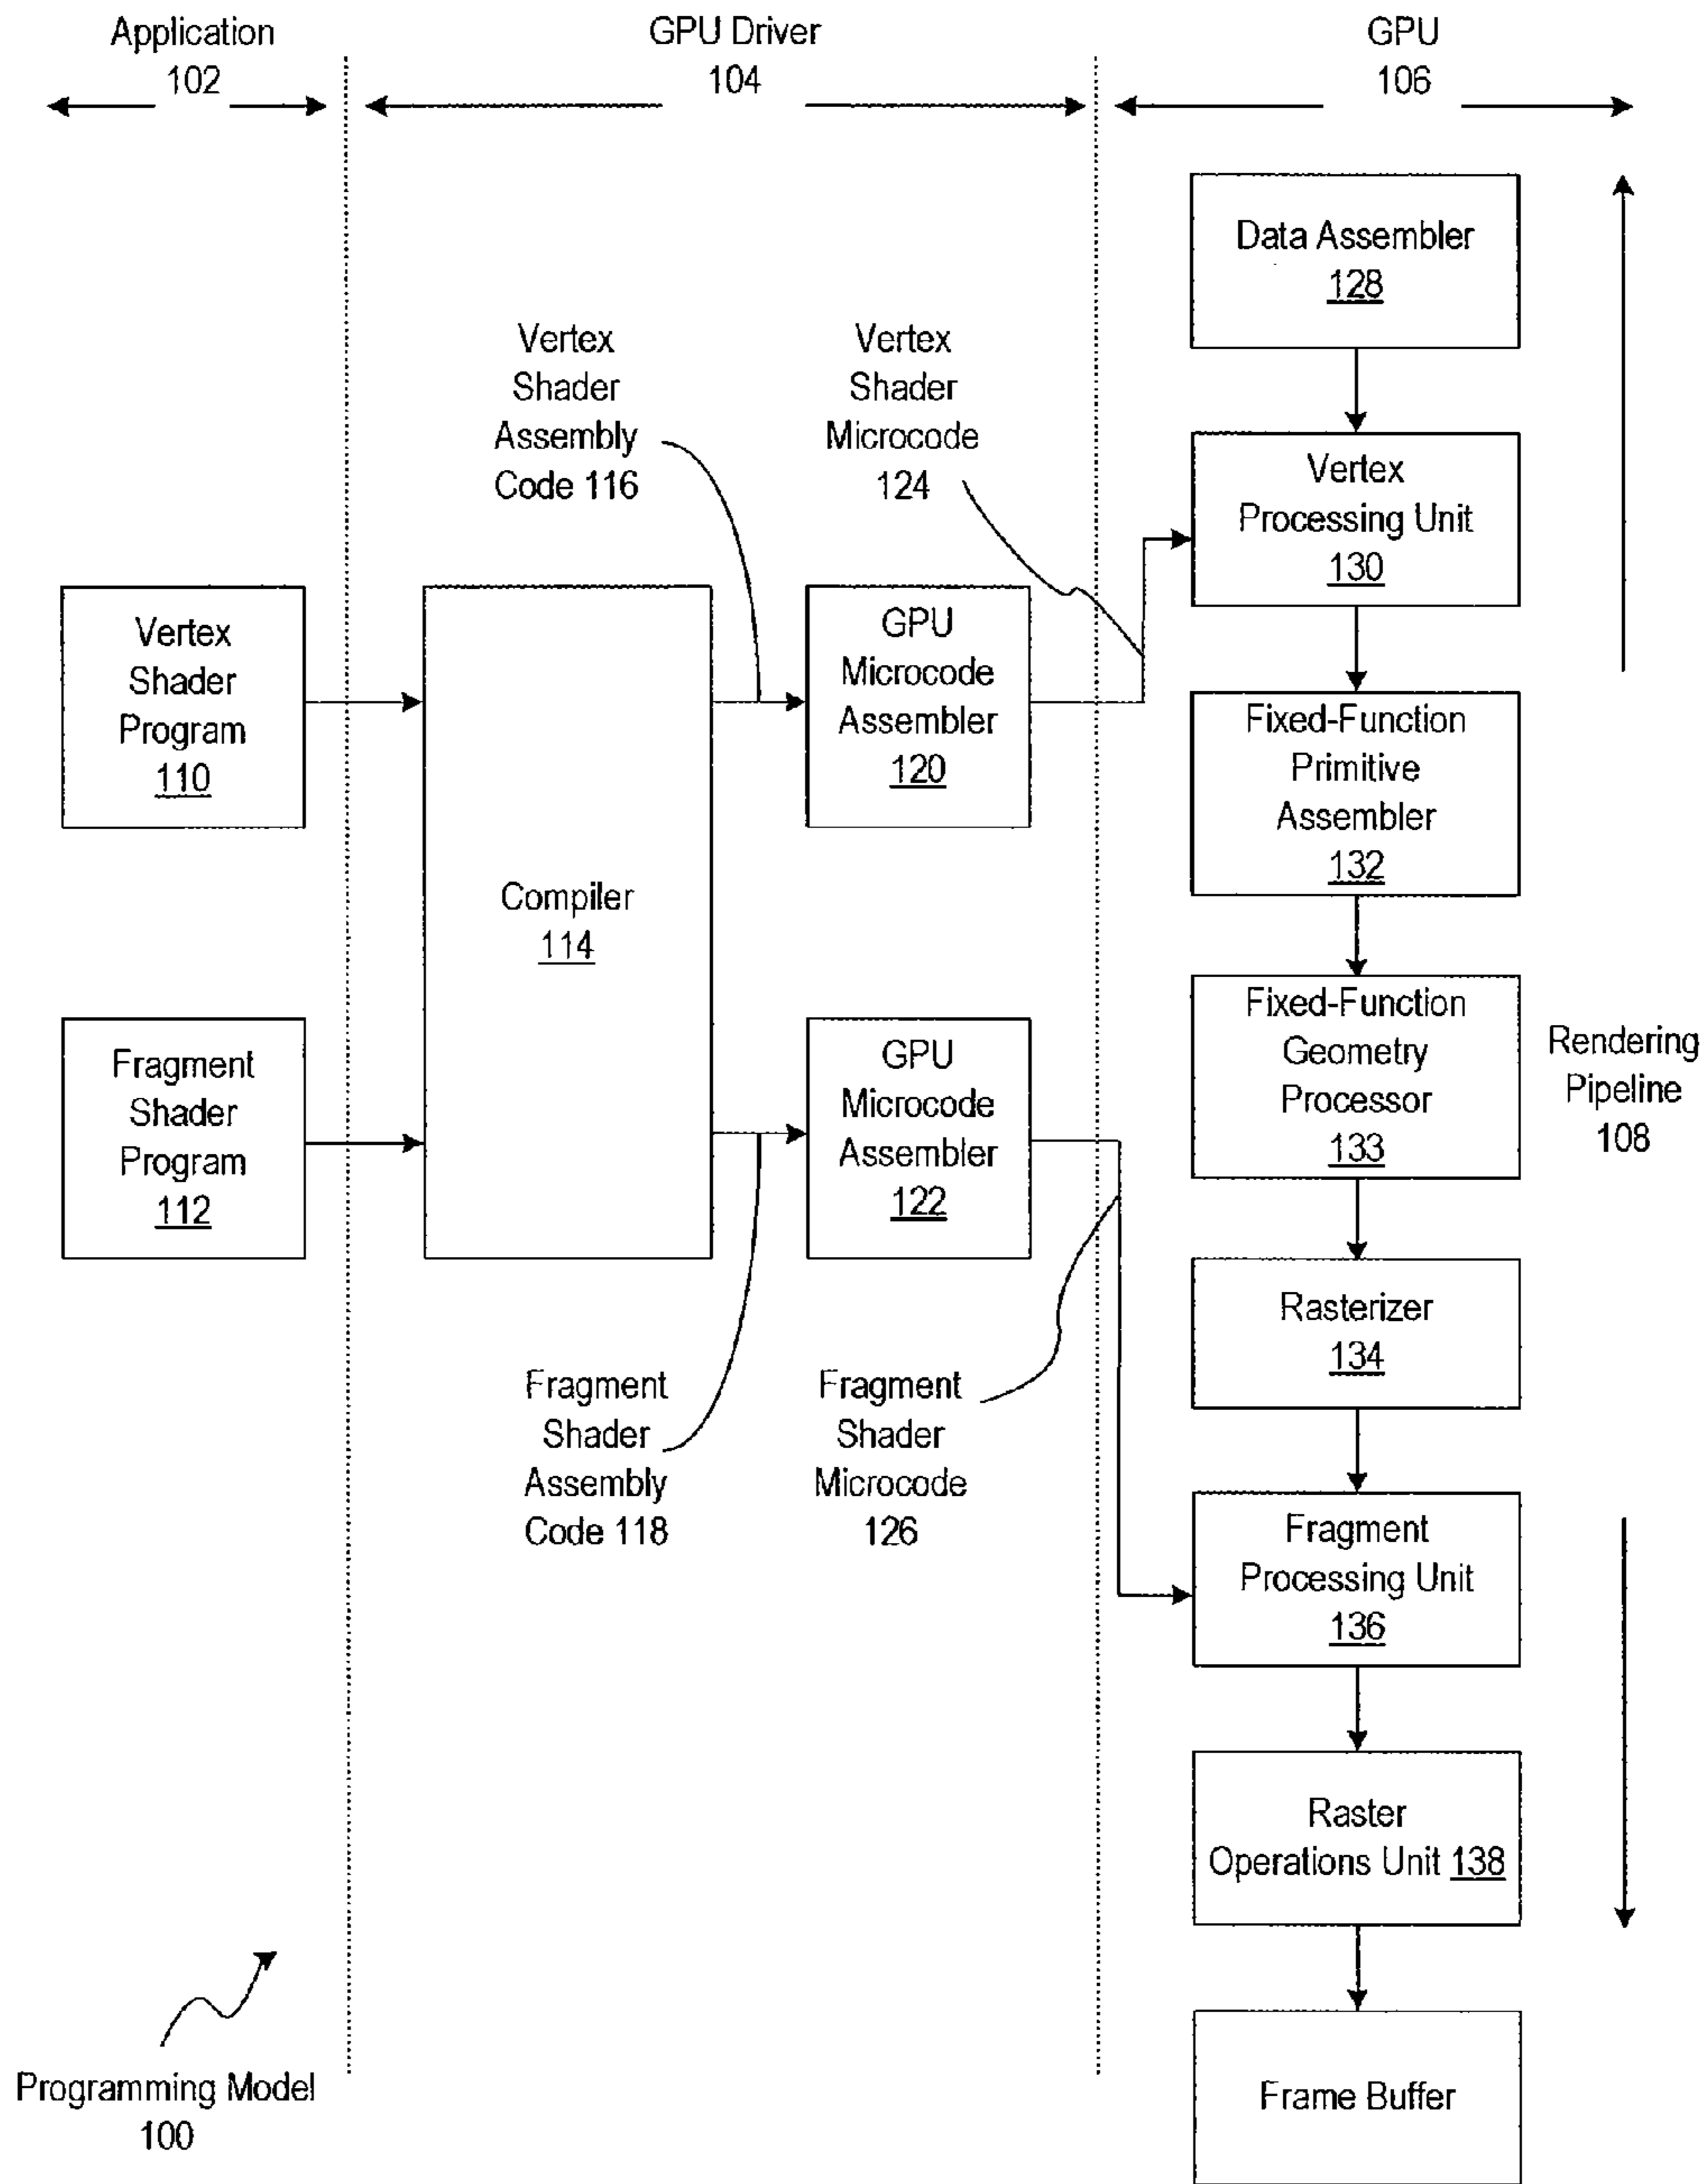 Application
102
GPU Driver
104
GPU
106
Data Assembler
128
Vertex
Shader
Assembly
Code 116
Vertex
Shader
Microcode
124
Vertex
Processing Unit
130
Vertex
Shader
Program
110
GPU
Microcode
Assembler
120
Fixed-Function
Primitive
Assembler
132
Compiler
114
Fixed-Function
Geometry
Processor
133
Rendering
Pipeline
108
Fragment
Shader
Program
112
GPU
Microcode
Assembler
122
Rasterizer
134
Fragment
Shader
Assembly
Code 118
Fragment
Shader
Microcode
126
Fragment
Processing Unit
136
Raster
Operations Unit 138
Programming Model
100
Frame Buffer